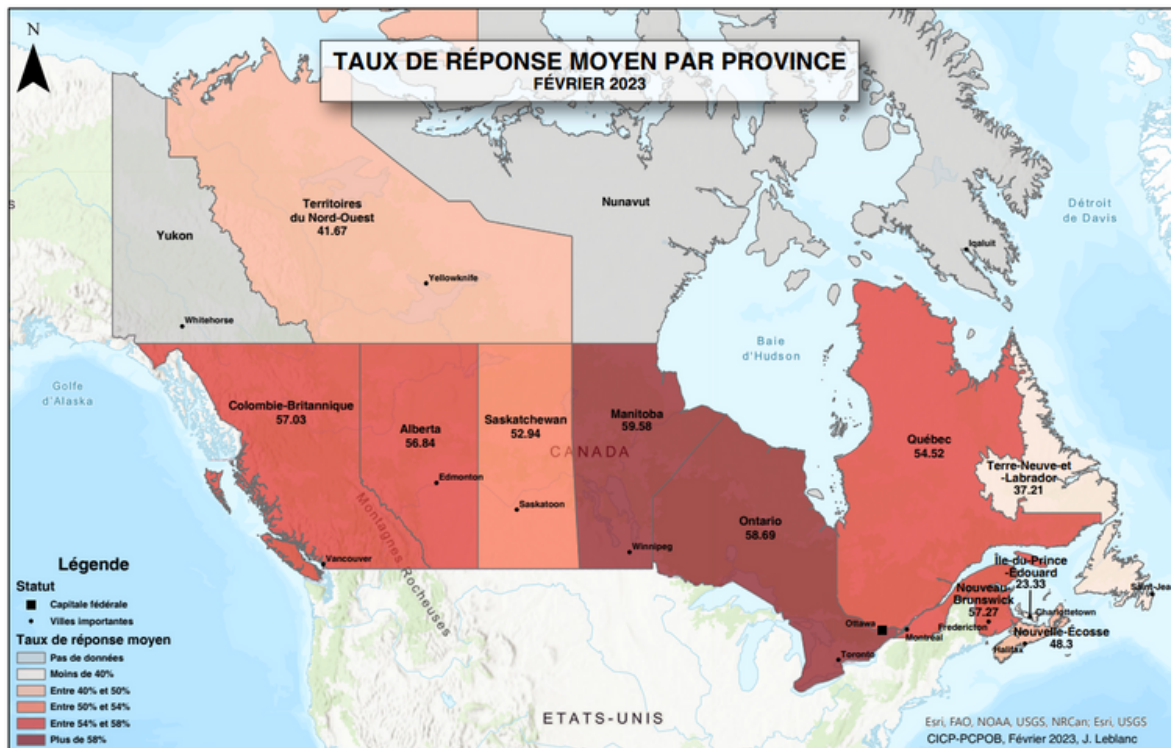 N
TAUX DE RÉPONSE MOYEN PAR PROVINCE
FÉVRIER 2023
Territoires
du Nord-Ouest
41.67
Nunavut
Yukon
Détroit
de Davis
Iqaluit
Yellowknife
Whitehorse
Baie
d'Hudson
Golfe
d'Alaska
Colombie-Britannique
57.03
Alberta
56.84
Saskatchewan
52.94
Manitoba
59.58
CANADA
Québec
54.52
Terre-Neuve-et
-Labrador
37.21
Edmonton
Saskatoon
Montagnes Rocheuses
Ontario
58.69
Winnipeg
Vancouver
Île-du-Prince
-Édouard
23.33
Nouveau-
Brunswick
57.27
Charlottetown
Saint-Jea
Ottawa
Montréal
Fredericton
Nouvelle-Écosse
48.3
Halifax
Toronto
ETATS-UNIS
Légende
Statut
Capitale fédérale
Villes importantes
Taux de réponse moyen
Pas de données
Moins de 40%
Entre 40% et 50%
Entre 50% et 54%
Entre 54% et 58%
Plus de 58%
Esri, FAO, NOAA, USGS, NRCan; Esri, USGS
CICP-PCPOB, Février 2023, J. Leblanc